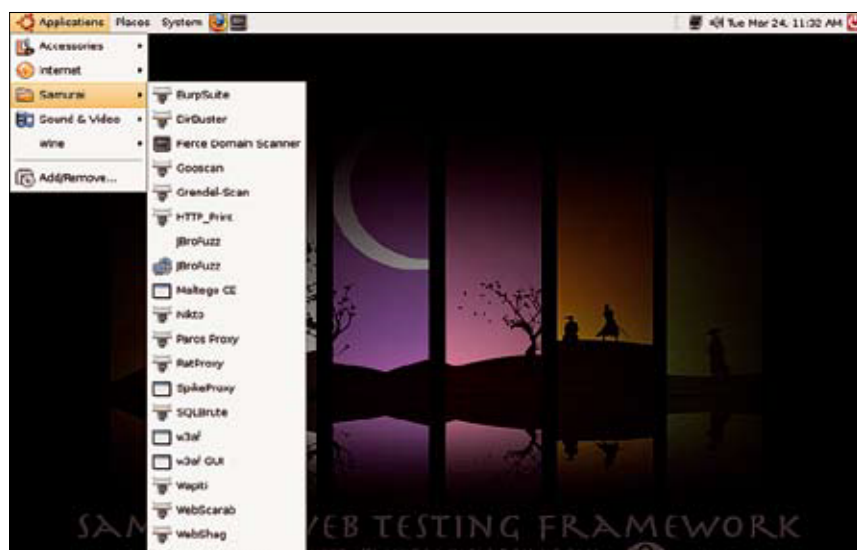 Applications Places System
Tue Mar 24, 11:32 AM
Accessories
Internet
Samurai
Sound & Video
Wine
Add/Remove...
BurpSuite
DirBuster
Fierce Domain Scanner
Gooscan
Grendel-Scan
HTTP_Print
JBroFuzz
JBroFuzz
Maltego CE
Nikto
Paros Proxy
RatProxy
SpikeProxy
SQLBrute
w3af
w3af GUI
Wapiti
WebScarab
WebShag
SAM EB TESTING FRAMEWORK